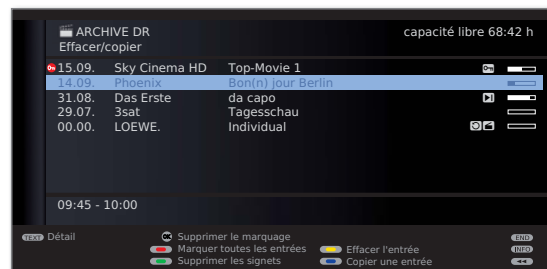 ARCHIVE DR capacité libre 68:42 h
Effacer/copier
15.09. Sky Cinema HD Top-Movie 1
14.09. Phoenix Bon(n) jour Berlin
31.08. Das Erste da capo
29.07. 3sat Tagesschau
00.00. LOEWE. Individual
09:45 - 10:00
TEXT Détail OK Supprimer le marquage END
Marquer toutes les entrées Effacer l'entrée INFO
Supprimer les signets Copier une entrée